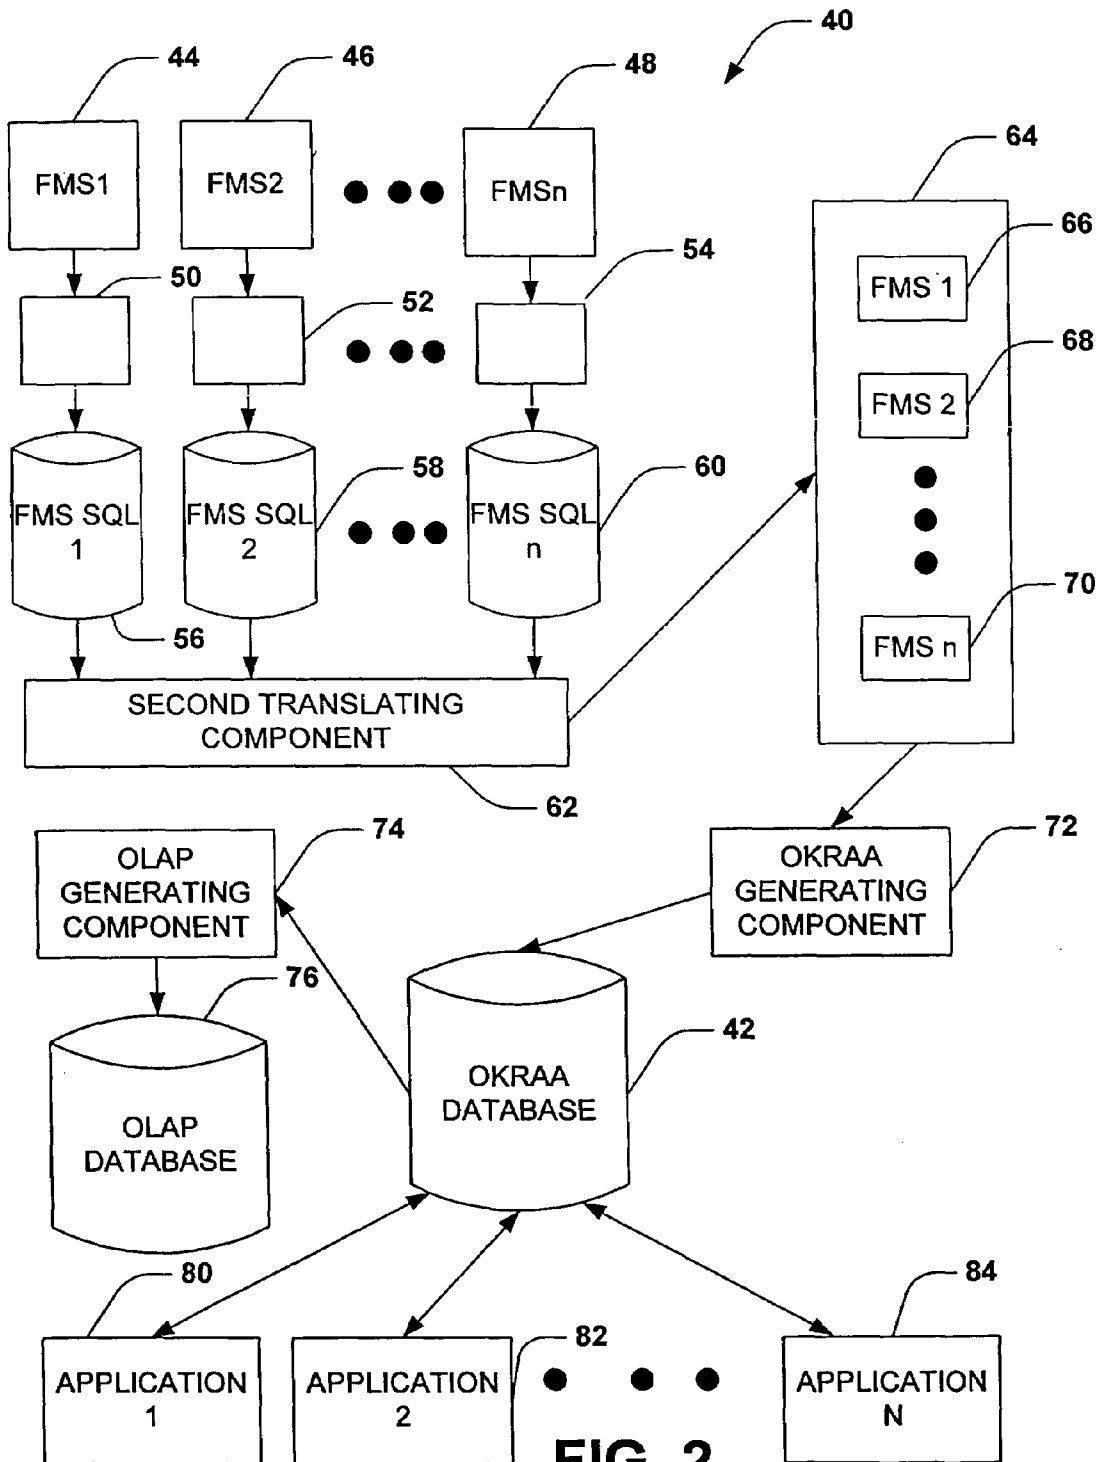 40
44
46
48
FMS1
FMS2
FMSn
64
66
FMS 1
50
52
54
68
FMS 2
FMS SQL
1
FMS SQL
2
FMS SQL
n
58
60
56
70
FMS n
SECOND TRANSLATING
COMPONENT
62
74
OLAP
GENERATING
COMPONENT
72
OKRAA
GENERATING
COMPONENT
76
42
OKRAA
DATABASE
OLAP
DATABASE
80
82
84
APPLICATION
1
APPLICATION
2
APPLICATION
N
FIG. 2